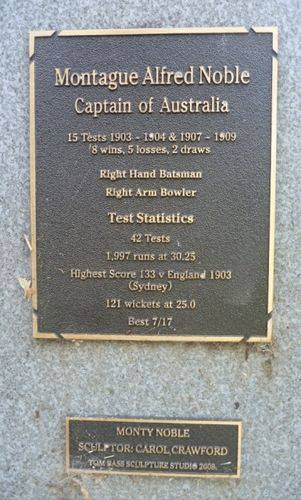 Montague Alfred Noble
Captain of Australia
15 Tests 1903 - 1904 & 1907 - 1909
8 wins, 5 losses, 2 draws
Right Hand Batsman
Right Arm Bowler
Test Statistics
42 Tests
1,997 runs at 30.25
Highest Score 133 v England 1903
(Sydney)
121 wickets at 25.0
Best 7/17
MONTY NOBLE
SCULPTOR: CAROL CRAWFORD
TOM BASS SCULPTURE STUDIO 2008.